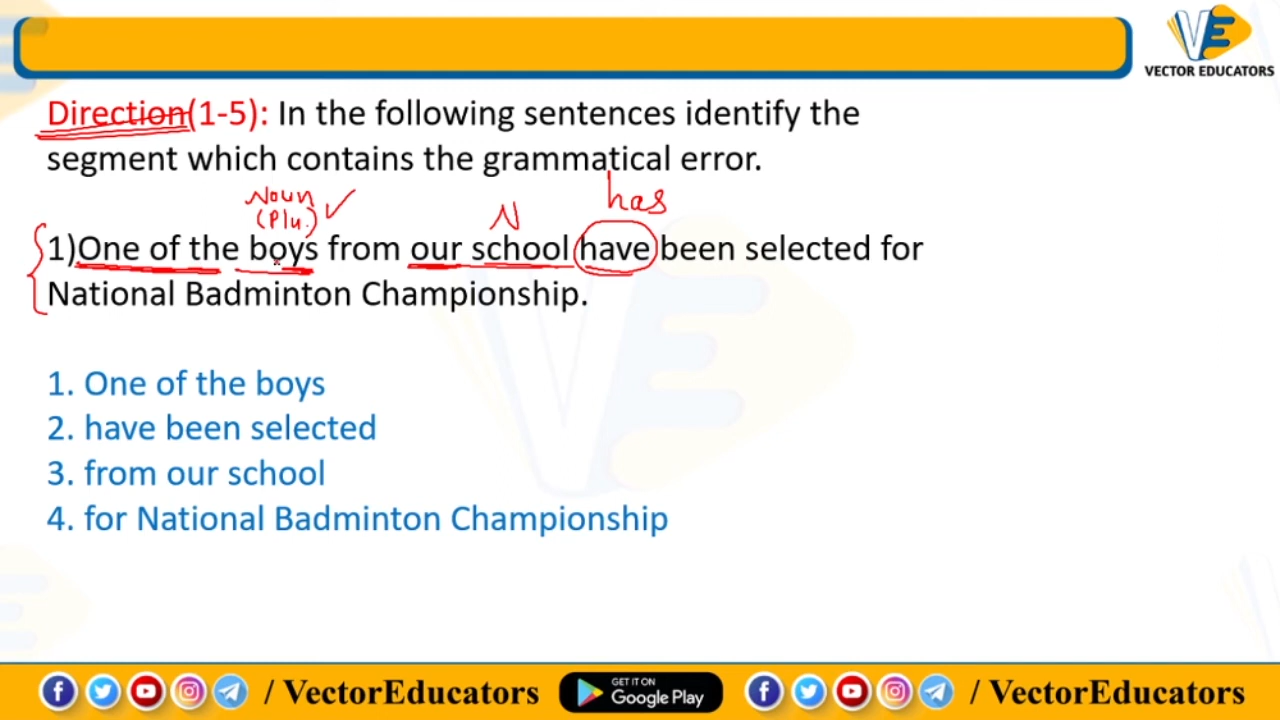 VE
VECTOR EDUCATORS
Direction(1-5): In the following sentences identify the
segment which contains the grammatical error.
Noun
(Plu.)
N
has
1)One of the boys from our school have been selected for
National Badminton Championship.
1. One of the boys
2. have been selected
3. from our school
4. for National Badminton Championship
/ VectorEducators
GET IT ON
Google Play
/ VectorEducators